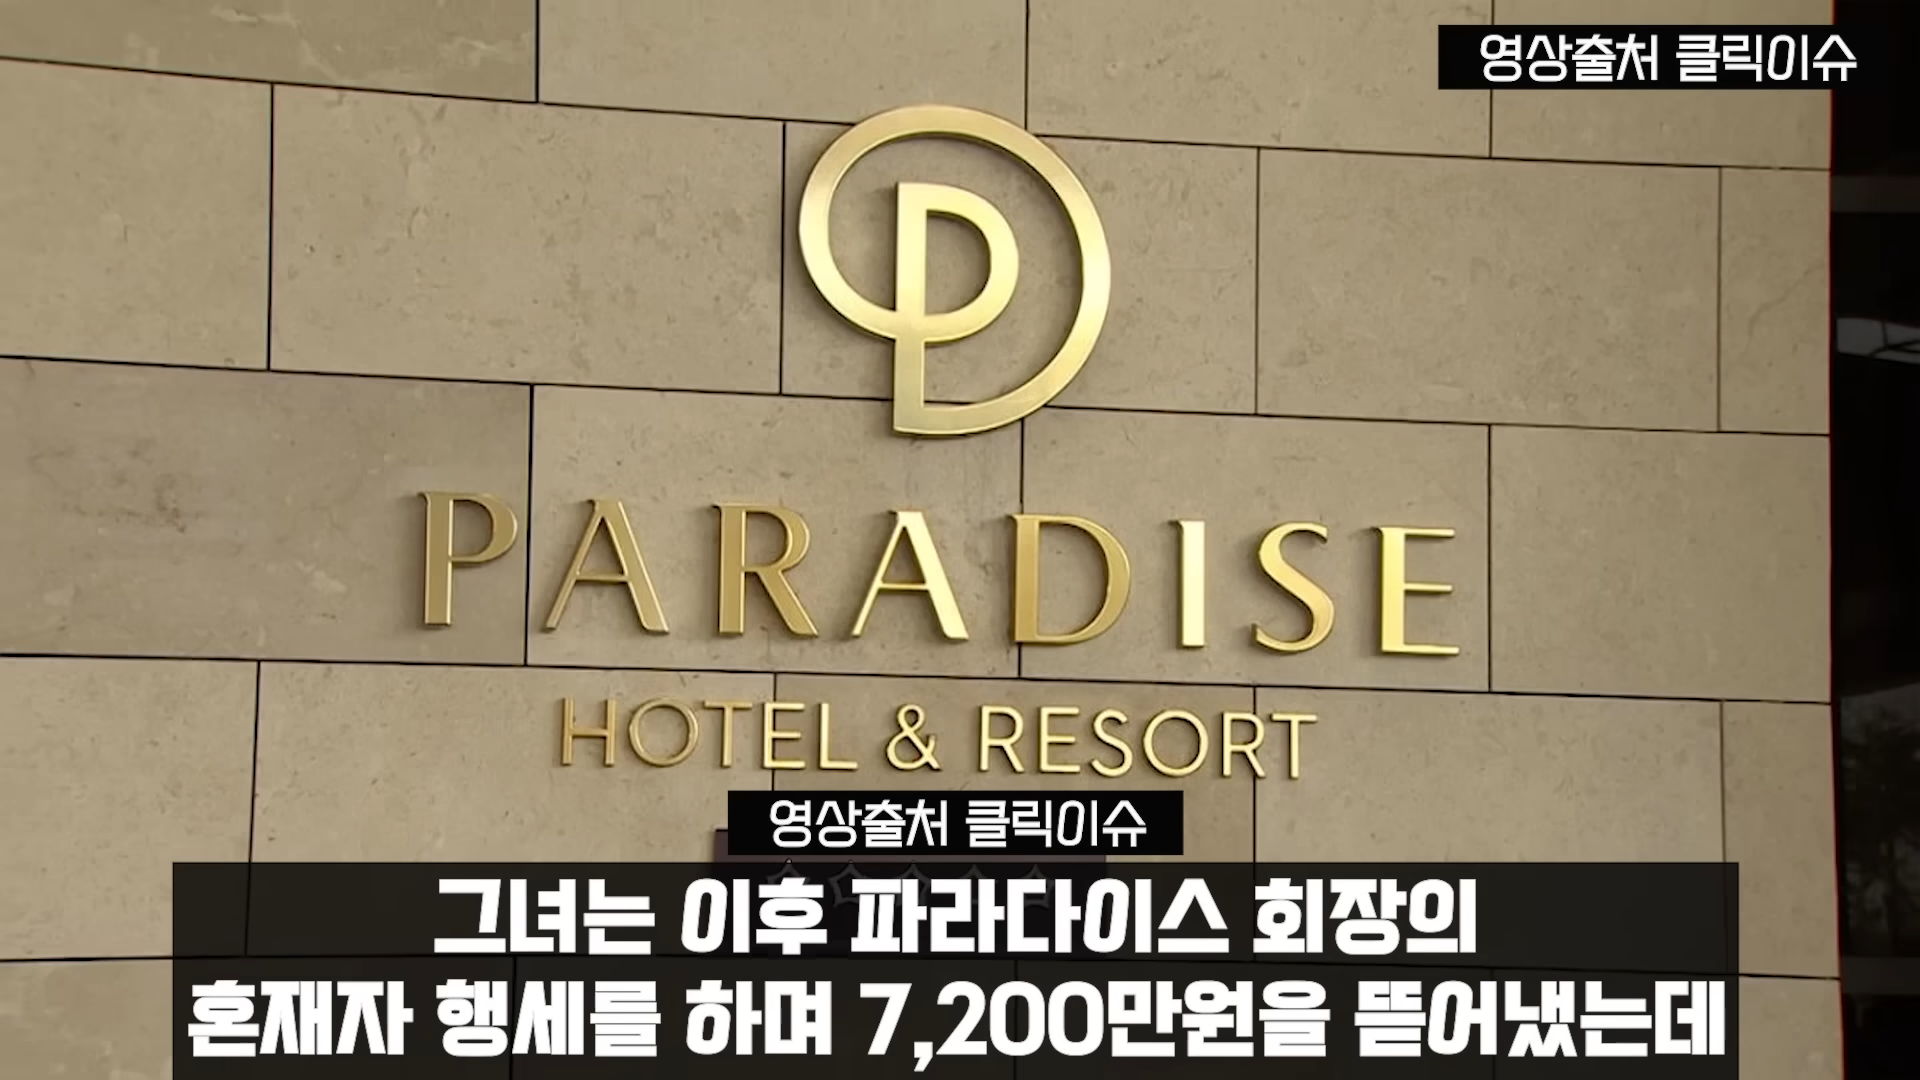 영상출처 클릭이슈
PARADISE
HOTEL & RESORT
영상출처 클릭이슈
그녀는 이후 파라다이스 회장의
혼재자 행세를 하며 7,200만원을 뜯어냈는데